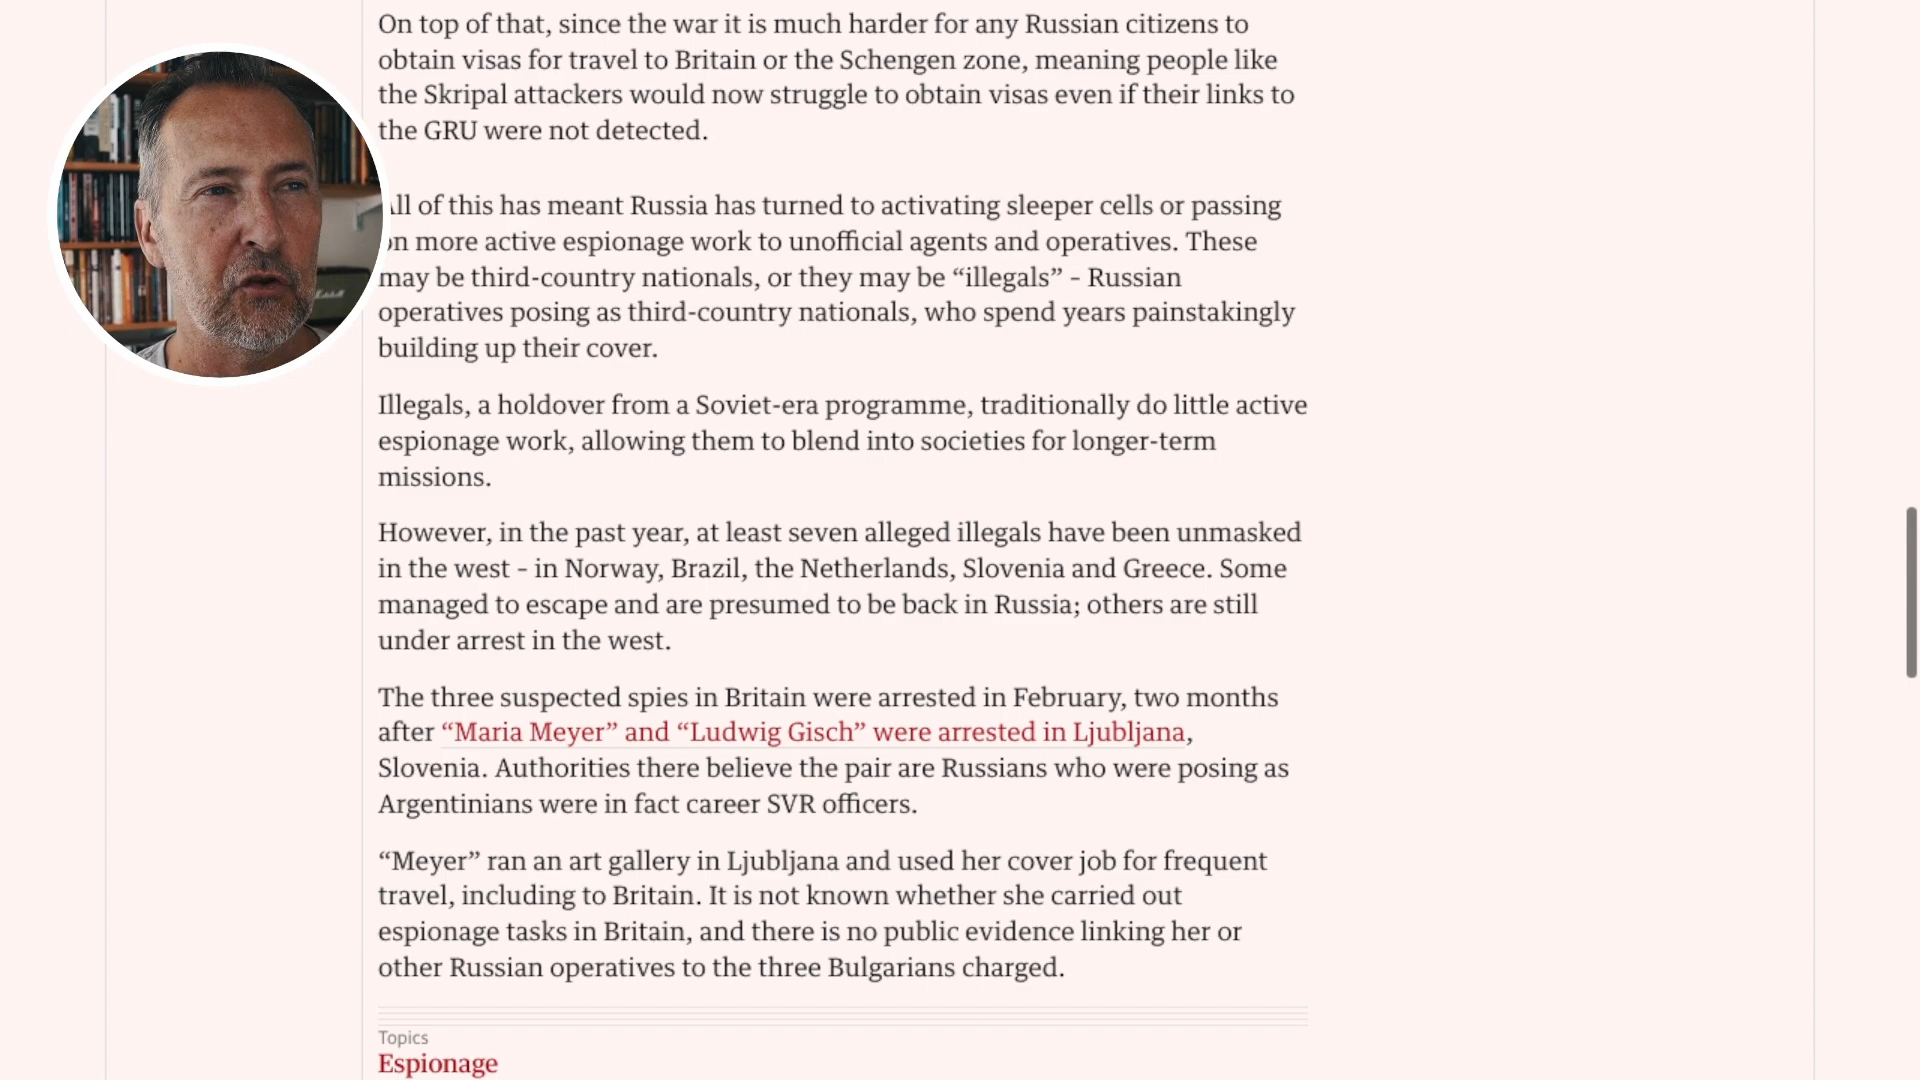 On top of that, since the war it is much harder for any Russian citizens to
obtain visas for travel to Britain or the Schengen zone, meaning people like
the Skripal attackers would now struggle to obtain visas even if their links to
the GRU were not detected.
All of this has meant Russia has turned to activating sleeper cells or passing
on more active espionage work to unofficial agents and operatives. These
may be third-country nationals, or they may be “illegals” - Russian
operatives posing as third-country nationals, who spend years painstakingly
building up their cover.
Illegals, a holdover from a Soviet-era programme, traditionally do little active
espionage work, allowing them to blend into societies for longer-term
missions.
However, in the past year, at least seven alleged illegals have been unmasked
in the west - in Norway, Brazil, the Netherlands, Slovenia and Greece. Some
managed to escape and are presumed to be back in Russia; others are still
under arrest in the west.
The three suspected spies in Britain were arrested in February, two months
after “Maria Meyer” and “Ludwig Gisch” were arrested in Ljubljana,
Slovenia. Authorities there believe the pair are Russians who were posing as
Argentinians were in fact career SVR officers.
“Meyer” ran an art gallery in Ljubljana and used her cover job for frequent
travel, including to Britain. It is not known whether she carried out
espionage tasks in Britain, and there is no public evidence linking her or
other Russian operatives to the three Bulgarians charged.
Topics
Espionage